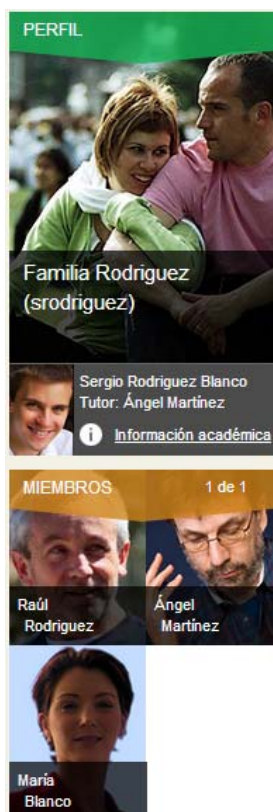 PERFIL
Familia Rodriguez
(srodriguez)
Sergio Rodriguez Blanco
Tutor: Ángel Martínez
i Información académica
MIEMBROS 1 de 1
Raúl
Rodriguez
Ángel
Martínez
María
Blanco